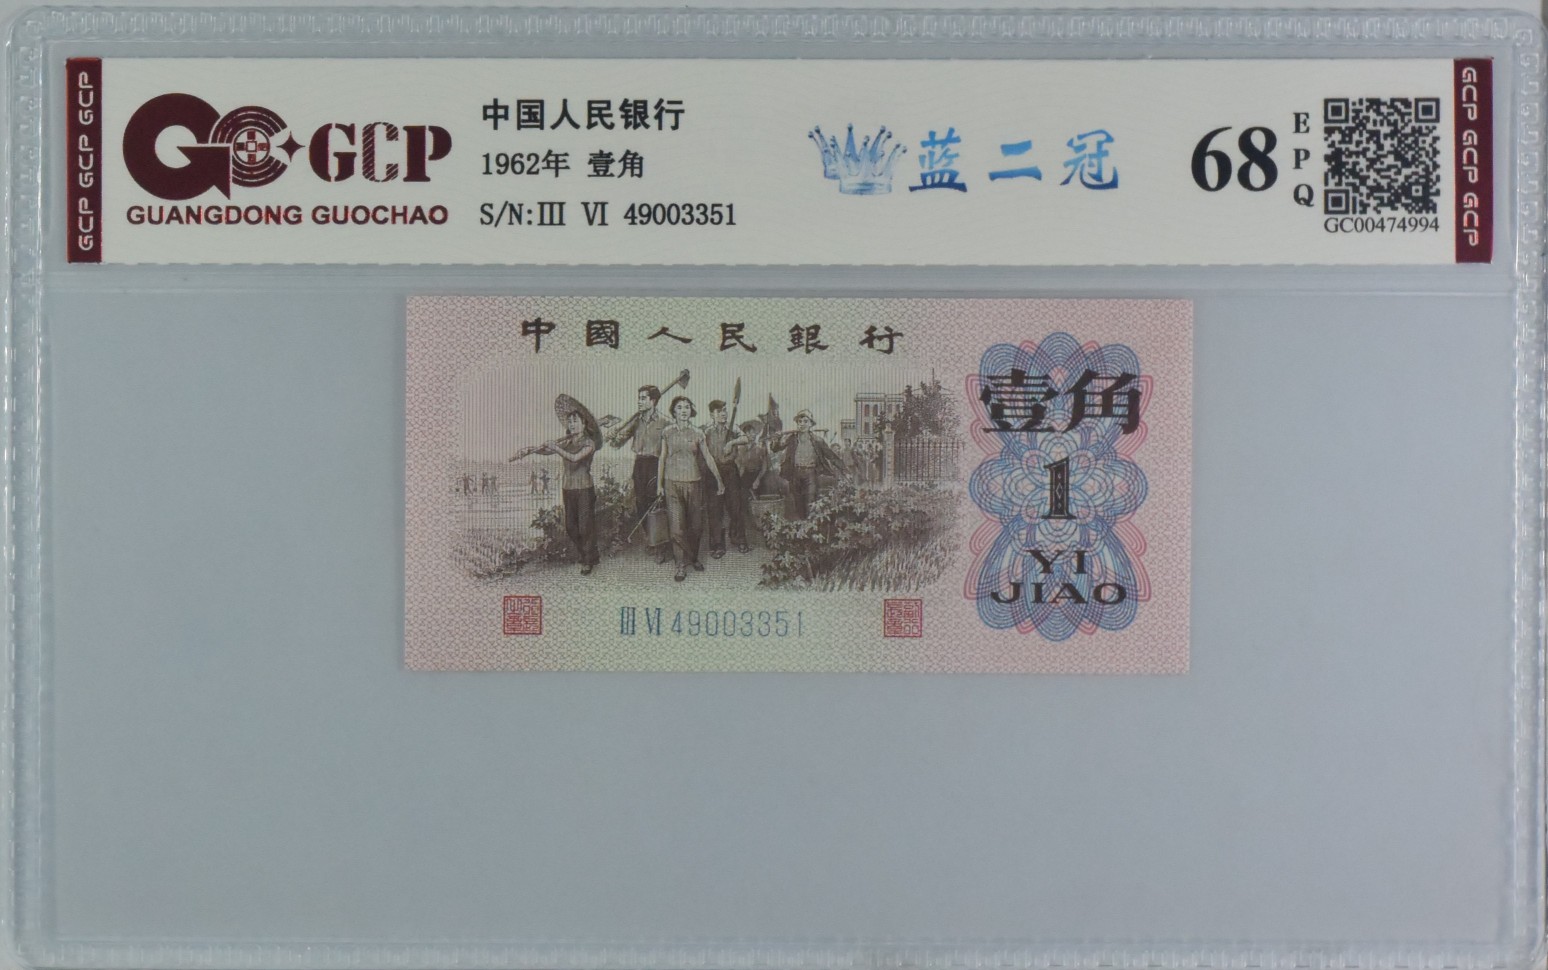 GCP GCP GCP
GCP
GUANGDONG GUOCHAO
中国人民银行
1962年 壹角
S/N:III VI 49003351
蓝二冠
68
EPQ
GC00474994
GCP GCP GCP
中國人民銀行
壹角
1
YI
JIAO
III VI 49003351